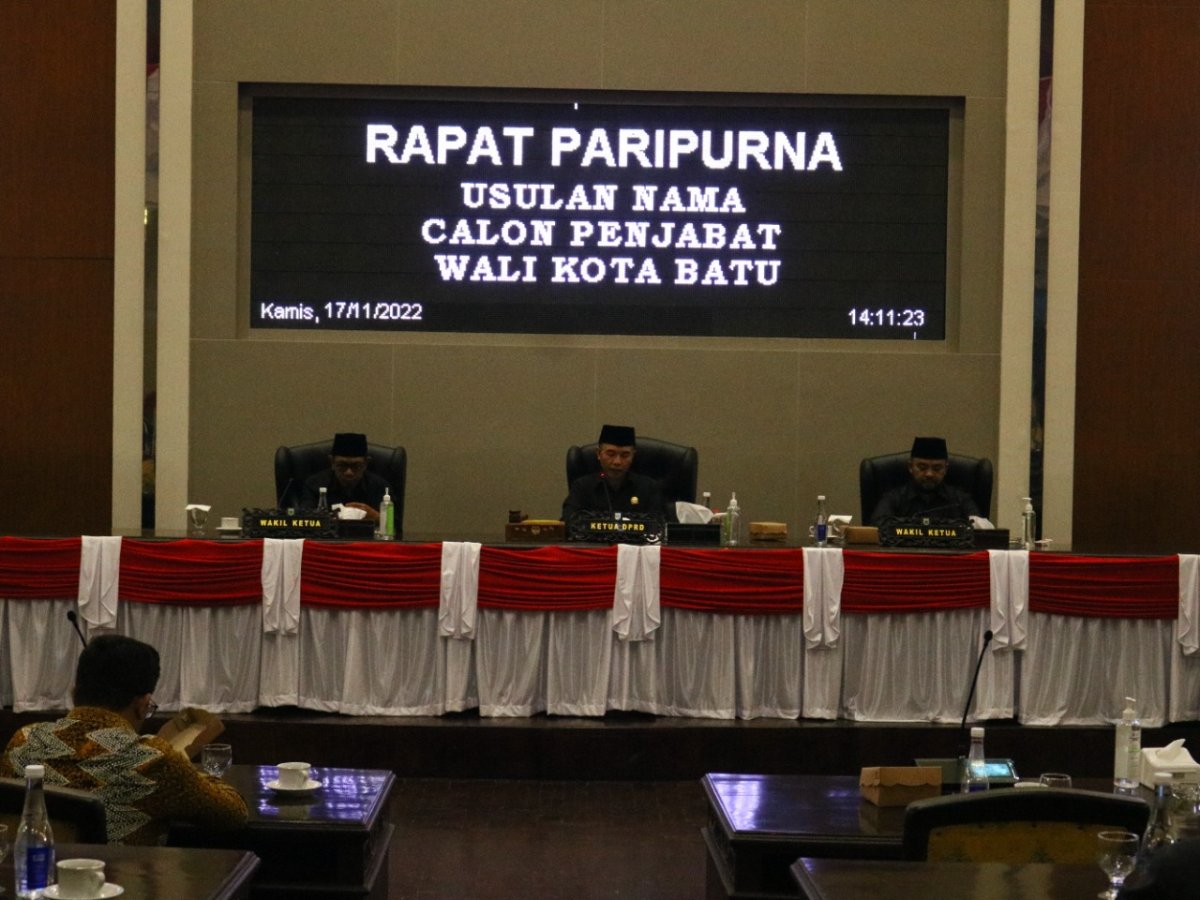 RAPAT PARIPURNA
USULAN NAMA
CALON PENJABAT
WALI KOTA BATU
Kamis, 17/11/2022 14:11:23
WAKIL KETUA
KETUA DPRD
WAKIL KETUA